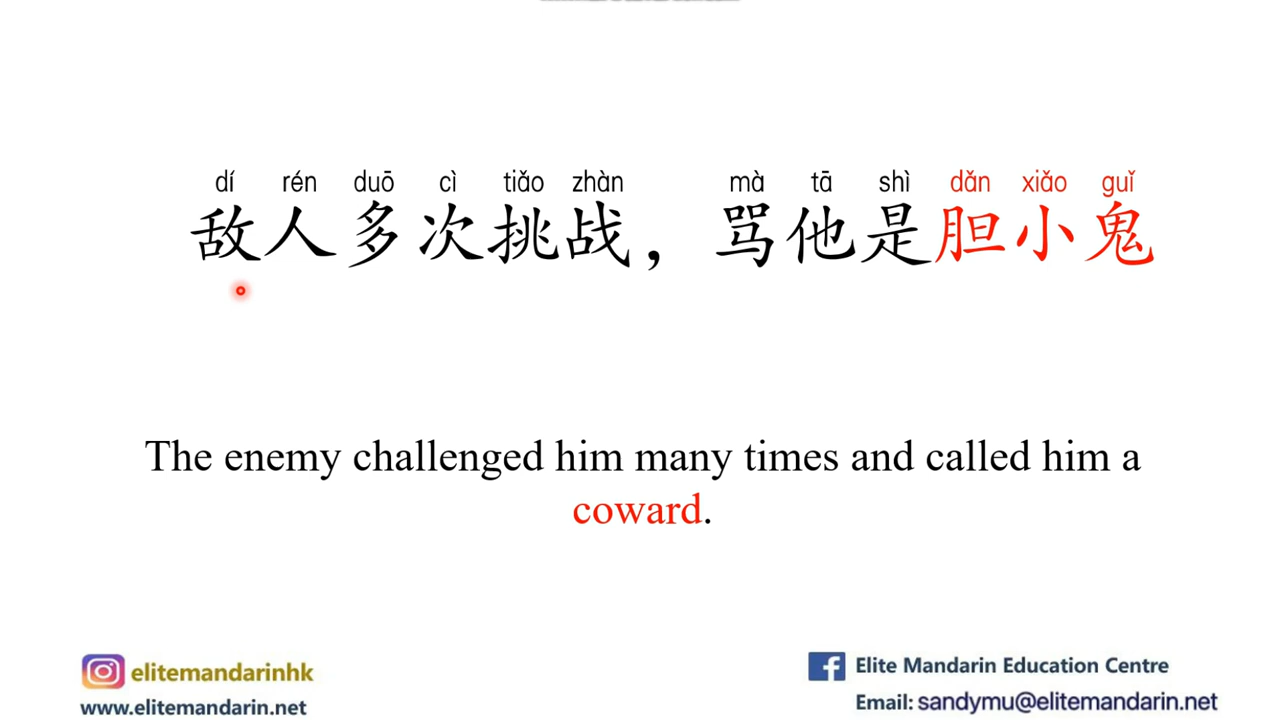 dí rén duō cì tiǎo zhàn mà tā shì dǎn xiǎo guǐ
敌人多次挑战，骂他是胆小鬼
The enemy challenged him many times and called him a
coward.
elitemandarinhk
www.elitemandarin.net
Elite Mandarin Education Centre
Email: sandymu@elitemandarin.net